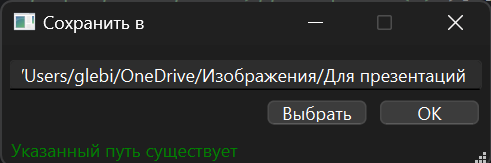 Сохранить в
'Users/glebi/OneDrive/Изображения/Для презентаций
Выбрать
OK
Указанный путь существует